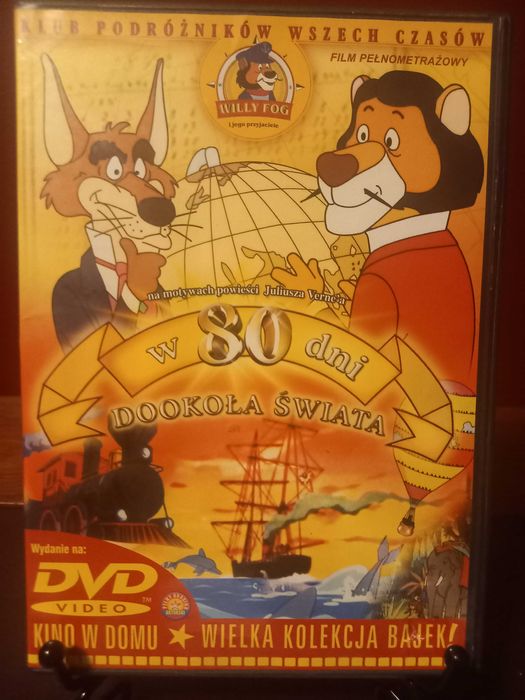 KLUB PODRÓŻNIKÓW WSZECH CZASÓW
FILM PEŁNOMETRAŻOWY
WILLY FOG
i jego przyjaciele
na motywach powieści Juliusza Verne'a
w 80 dni
DOOKOŁA ŚWIATA
Wydanie na:
DVD
VIDEO
TM
KINO W DOMU ★ WIELKA KOLEKCJA BAJEK!